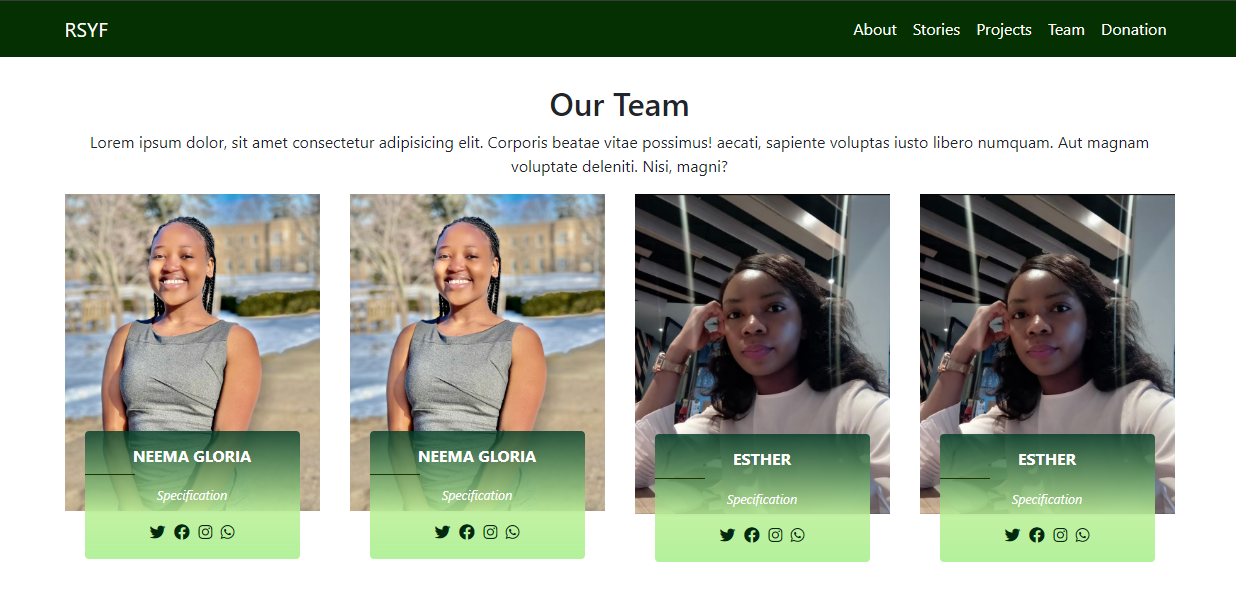 RSYF
About Stories Projects Team Donation
Our Team
Lorem ipsum dolor, sit amet consectetur adipisicing elit. Corporis beatae vitae possimus! aecati, sapiente voluptas iusto libero numquam. Aut magnam
voluptate deleniti. Nisi, magni?
NEEMA GLORIA
Specification
NEEMA GLORIA
Specification
ESTHER
Specification
ESTHER
Specification